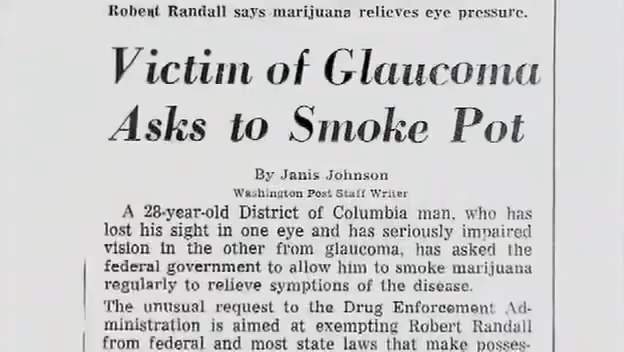 Robert Randall says marijuana relieves eye pressure.
Victim of Glaucoma
Asks to Smoke Pot
By Janis Johnson
Washington Post Staff Writer
A 28-year-old District of Columbia man, who has
lost his sight in one eye and has seriously impaired
vision in the other from glaucoma, has asked the
federal government to allow him to smoke marijuana
regularly to relieve symptoms of the disease.
The unusual request to the Drug Enforcement Ad-
ministration is aimed at exempting Robert Randall
from federal and most state laws that make posses-